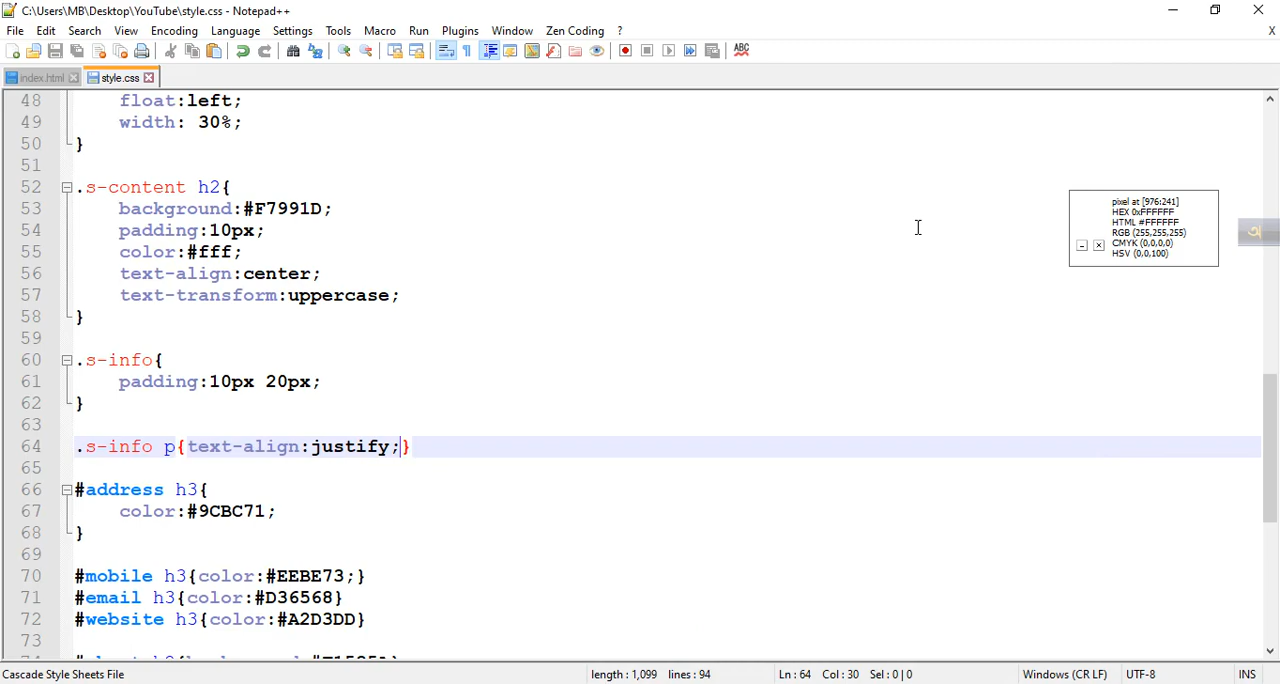 C:\Users\MB\Desktop\YouTube\style.css - Notepad++
File Edit Search View Encoding Language Settings Tools Macro Run Plugins Window Zen Coding ? X
ABC
index.html style.css
48 float:left;
49 width: 30%;
50 }
51
52 .s-content h2{
53 background:#F7991D;
54 padding:10px;
55 color:#fff;
56 text-align:center;
57 text-transform:uppercase;
58 }
59
60 .s-info{
61 padding:10px 20px;
62 }
63
64 .s-info p{text-align:justify;}
65
66 #address h3{
67 color:#9CBC71;
68 }
69
70 #mobile h3{color:#EEBE73;}
71 #email h3{color:#D36568}
72 #website h3{color:#A2D3DD}
73
pixel at [976:241]
HEX 0xFFFFFF
HTML #FFFFFF
RGB (255,255,255)
CMYK (0,0,0,0)
HSV (0,0,100)
অ
Cascade Style Sheets File length : 1,099 lines : 94 Ln : 64 Col : 30 Sel : 0 | 0 Windows (CR LF) UTF-8 INS